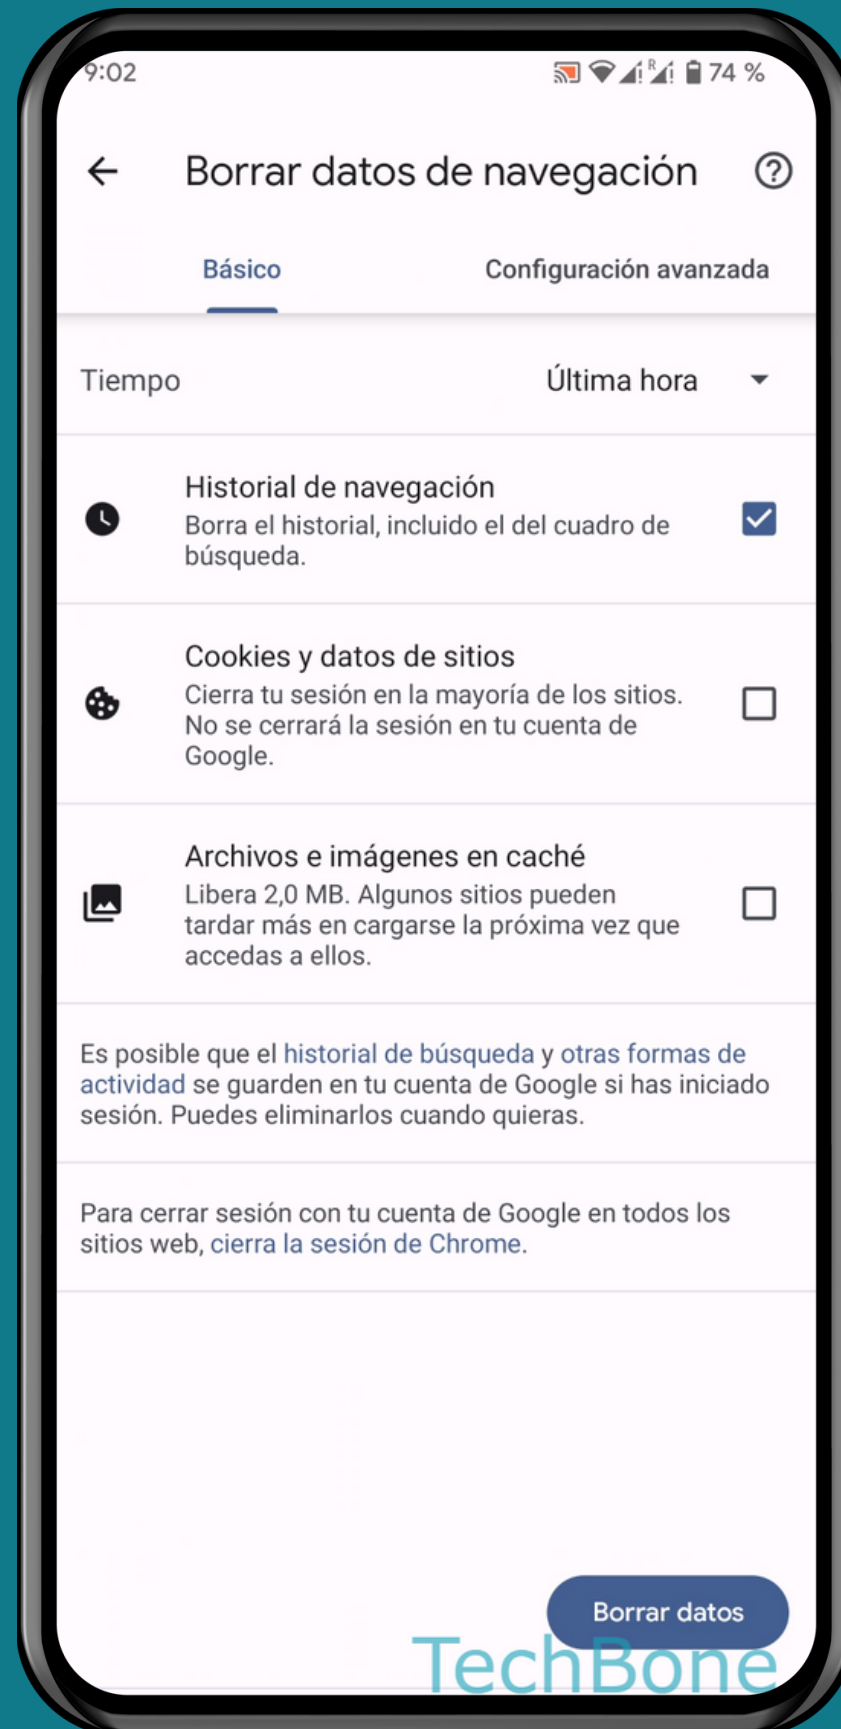 9:02
R
74 %
Borrar datos de navegación
Básico
Configuración avanzada
Tiempo
Última hora
Historial de navegación
Borra el historial, incluido el del cuadro de
búsqueda.
Cookies y datos de sitios
Cierra tu sesión en la mayoría de los sitios.
No se cerrará la sesión en tu cuenta de
Google.
Archivos e imágenes en caché
Libera 2,0 MB. Algunos sitios pueden
tardar más en cargarse la próxima vez que
accedas a ellos.
Es posible que el historial de búsqueda y otras formas de
actividad se guarden en tu cuenta de Google si has iniciado
sesión. Puedes eliminarlos cuando quieras.
Para cerrar sesión con tu cuenta de Google en todos los
sitios web, cierra la sesión de Chrome.
Borrar datos
TechBone